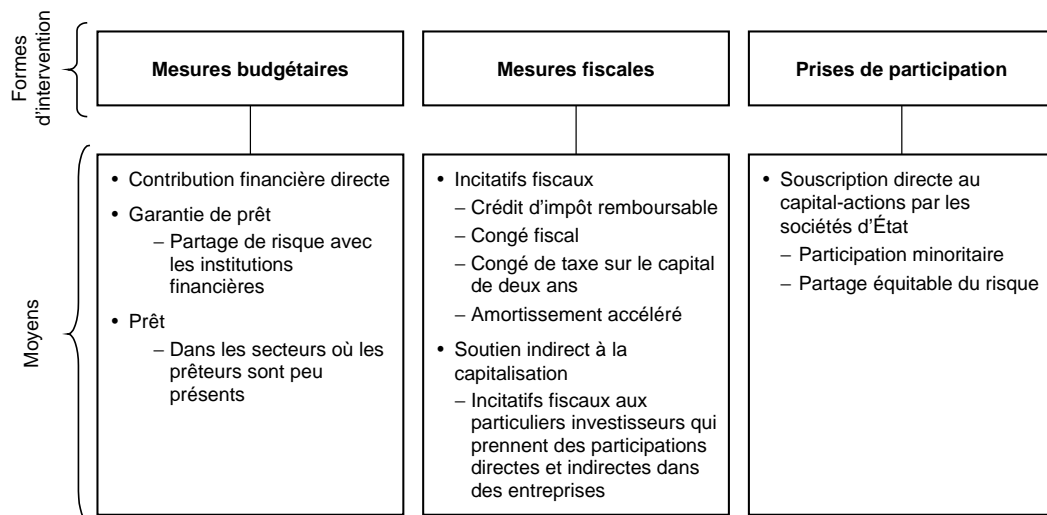 Formes
d'intervention
Mesures budgétaires
Mesures fiscales
Prises de participation
Moyens
• Contribution financière directe
• Garantie de prêt
– Partage de risque avec
les institutions
financières
• Prêt
– Dans les secteurs où les
prêteurs sont peu
présents
• Incitatifs fiscaux
– Crédit d'impôt remboursable
– Congé fiscal
– Congé de taxe sur le capital
de deux ans
– Amortissement accéléré
• Soutien indirect à la
capitalisation
– Incitatifs fiscaux aux
particuliers investisseurs qui
prennent des participations
directes et indirectes dans
des entreprises
• Souscription directe au
capital-actions par les
sociétés d'État
– Participation minoritaire
– Partage équitable du risque